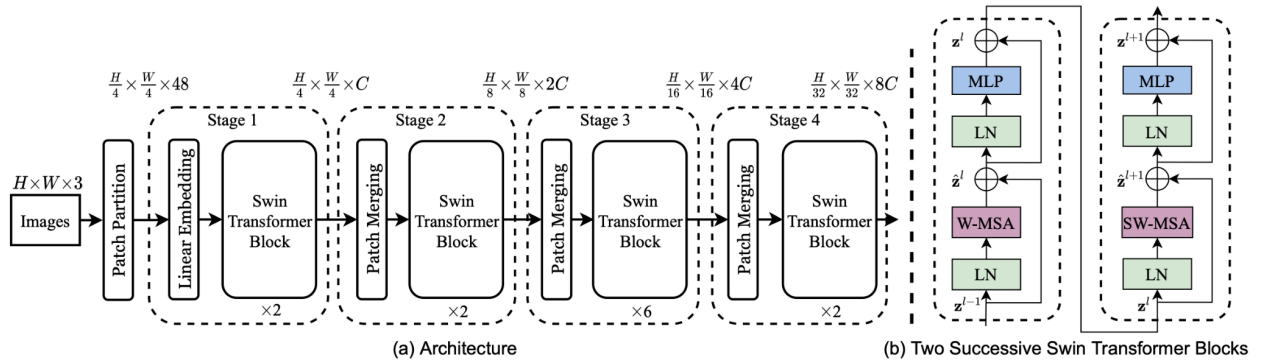 H/4 × W/4 × 48
H/4 × W/4 × C
H/8 × W/8 × 2C
H/16 × W/16 × 4C
H/32 × W/32 × 8C
Stage 1
Stage 2
Stage 3
Stage 4
H×W×3
Images
Patch Partition
Linear Embedding
Swin
Transformer
Block
×2
Patch Merging
Swin
Transformer
Block
×2
Patch Merging
Swin
Transformer
Block
×6
Patch Merging
Swin
Transformer
Block
×2
(a) Architecture
z^l
MLP
LN
ẑ^l
W-MSA
LN
z^{l-1}
z^{l+1}
MLP
LN
ẑ^{l+1}
SW-MSA
LN
z^l
(b) Two Successive Swin Transformer Blocks